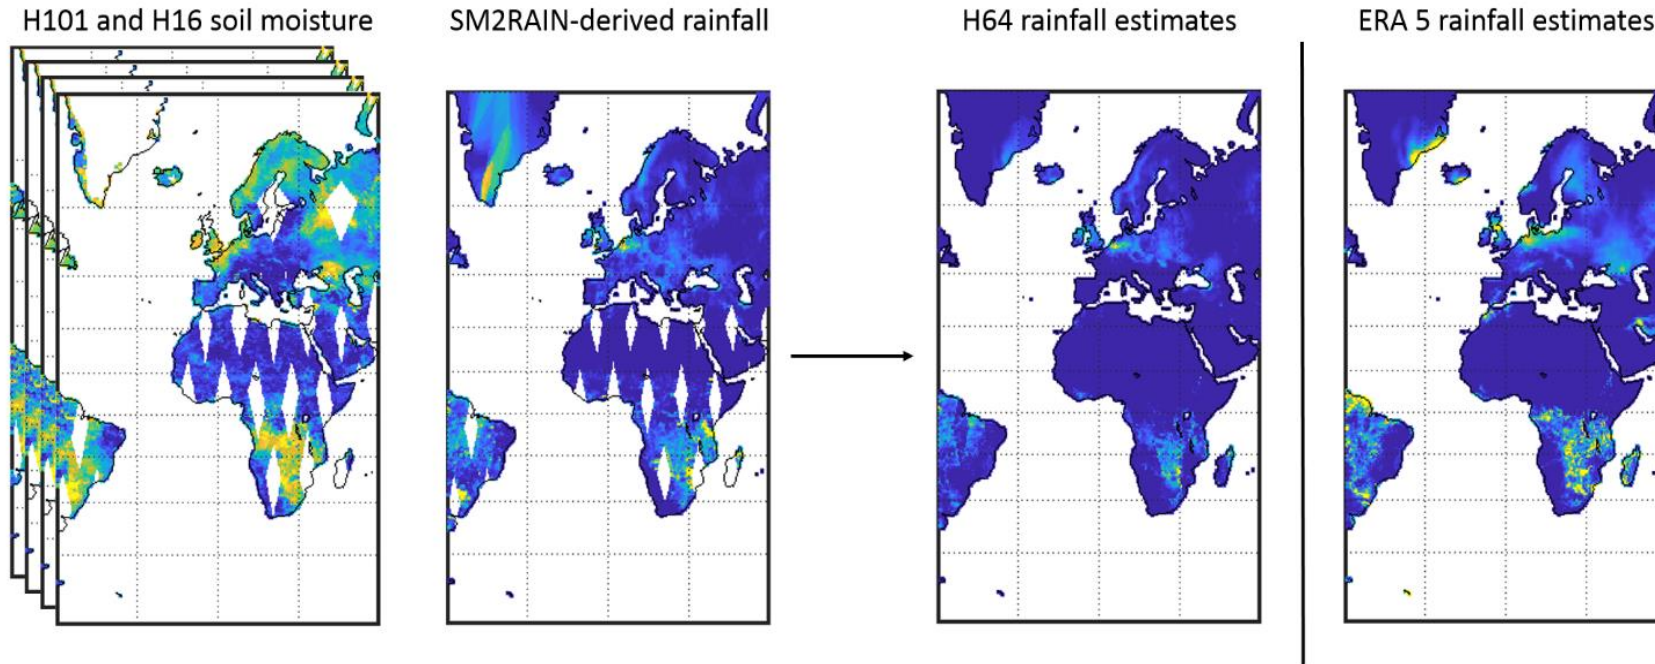 H101 and H16 soil moisture
SM2RAIN-derived rainfall
H64 rainfall estimates
ERA 5 rainfall estimates